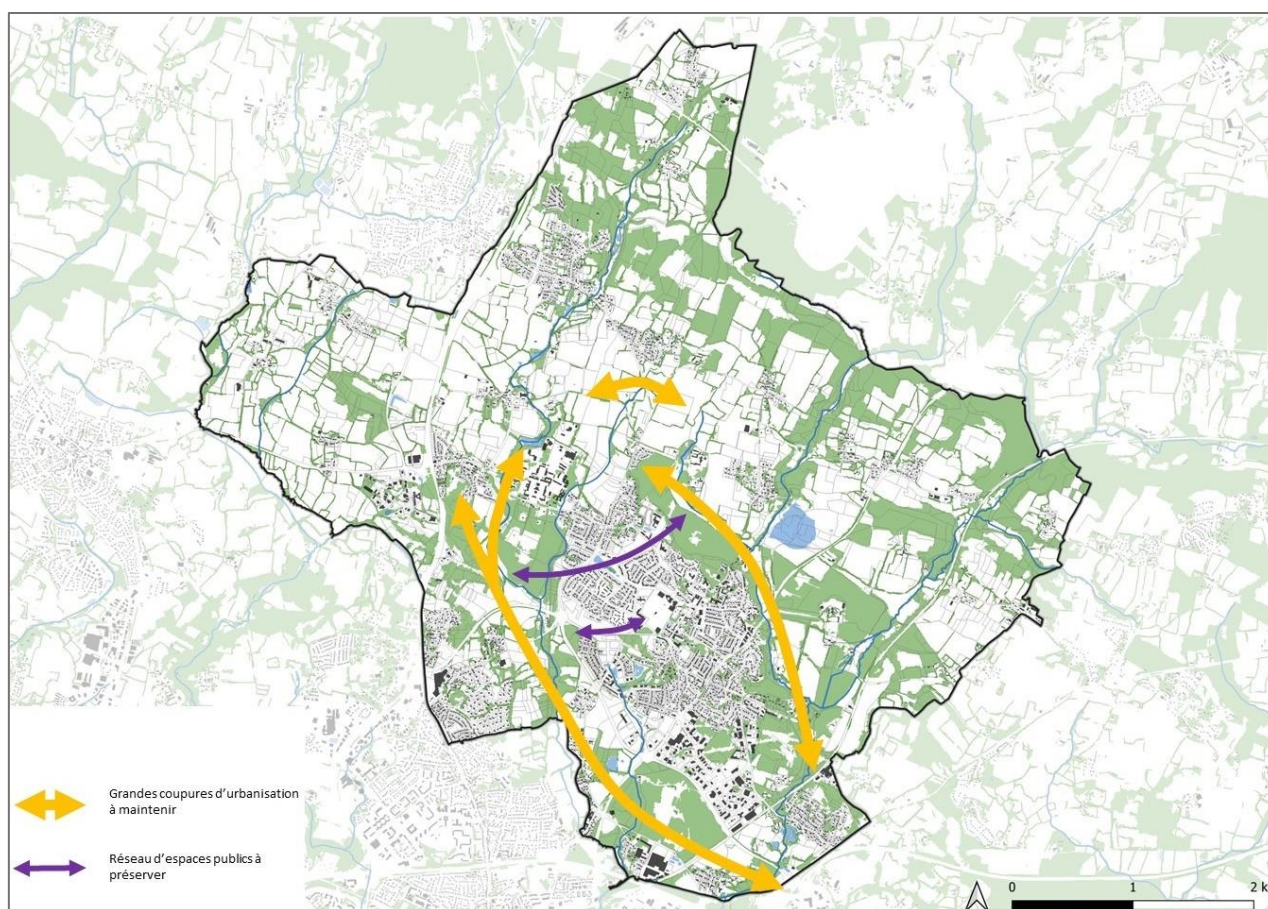 Grandes coupures d'urbanisation
à maintenir
Réseau d'espaces publics à
préserver
0 1 2 k